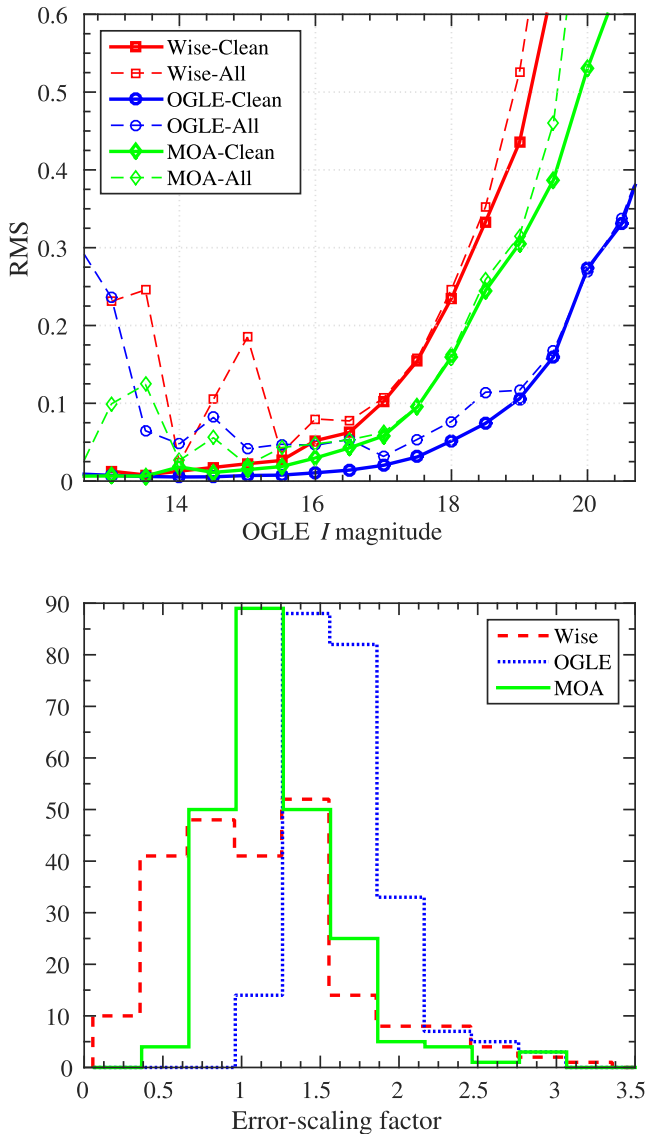 0.6
0.5
0.4
0.3
0.2
0.1
0
RMS
Wise-Clean
Wise-All
OGLE-Clean
OGLE-All
MOA-Clean
MOA-All
14 16 18 20
OGLE I magnitude
90
80
70
60
50
40
30
20
10
0
Wise
OGLE
MOA
0 0.5 1 1.5 2 2.5 3 3.5
Error-scaling factor